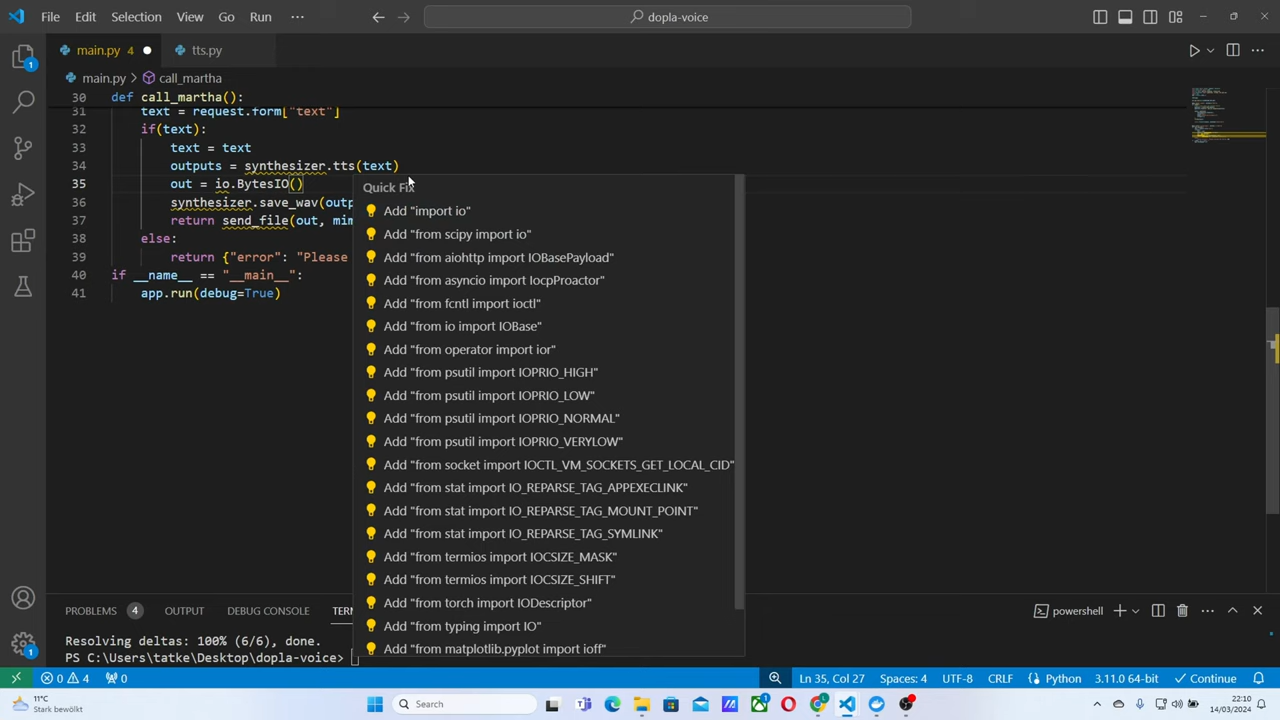 File Edit Selection View Go Run ··· dopla-voice
main.py 4 tts.py
main.py > call_martha
30 def call_martha():
31 text = request.form["text"]
32 if(text):
33 text = text
34 outputs = synthesizer.tts(text)
35 out = io.BytesIO()
36 synthesizer.save_wav(outp
37 return send_file(out, mim
38 else:
39 return {"error": "Please
40 if __name__ == "__main__":
41 app.run(debug=True)
Quick Fix
Add "import io"
Add "from scipy import io"
Add "from aiohttp import IOBasePayload"
Add "from asyncio import IocpProactor"
Add "from fcntl import ioctl"
Add "from io import IOBase"
Add "from operator import ior"
Add "from psutil import IOPRIO_HIGH"
Add "from psutil import IOPRIO_LOW"
Add "from psutil import IOPRIO_NORMAL"
Add "from psutil import IOPRIO_VERYLOW"
Add "from socket import IOCTL_VM_SOCKETS_GET_LOCAL_CID"
Add "from stat import IO_REPARSE_TAG_APPEXECLINK"
Add "from stat import IO_REPARSE_TAG_MOUNT_POINT"
Add "from stat import IO_REPARSE_TAG_SYMLINK"
Add "from termios import IOCSIZE_MASK"
Add "from termios import IOCSIZE_SHIFT"
Add "from torch import IODescriptor"
Add "from typing import IO"
Add "from matplotlib.pyplot import ioff"
PROBLEMS 4 OUTPUT DEBUG CONSOLE TERM powershell
Resolving deltas: 100% (6/6), done.
PS C:\Users\tatke\Desktop\dopla-voice>
0 4 0 Ln 35, Col 27 Spaces: 4 UTF-8 CRLF Python 3.11.0 64-bit Continue
11°C
Stark bewölkt
Search
22:10
14/03/2024